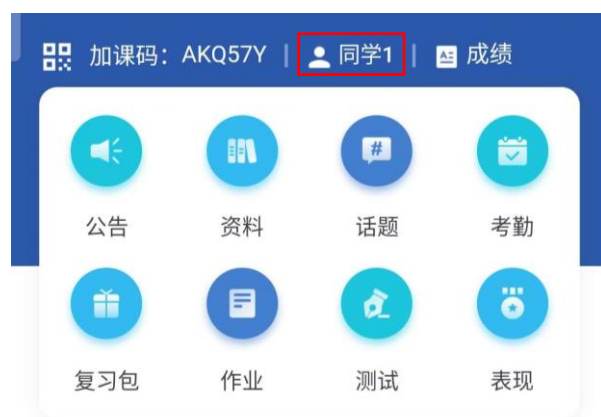 加课码：AKQ57Y | 同学1 | 成绩
#
公告 资料 话题 考勤
复习包 作业 测试 表现